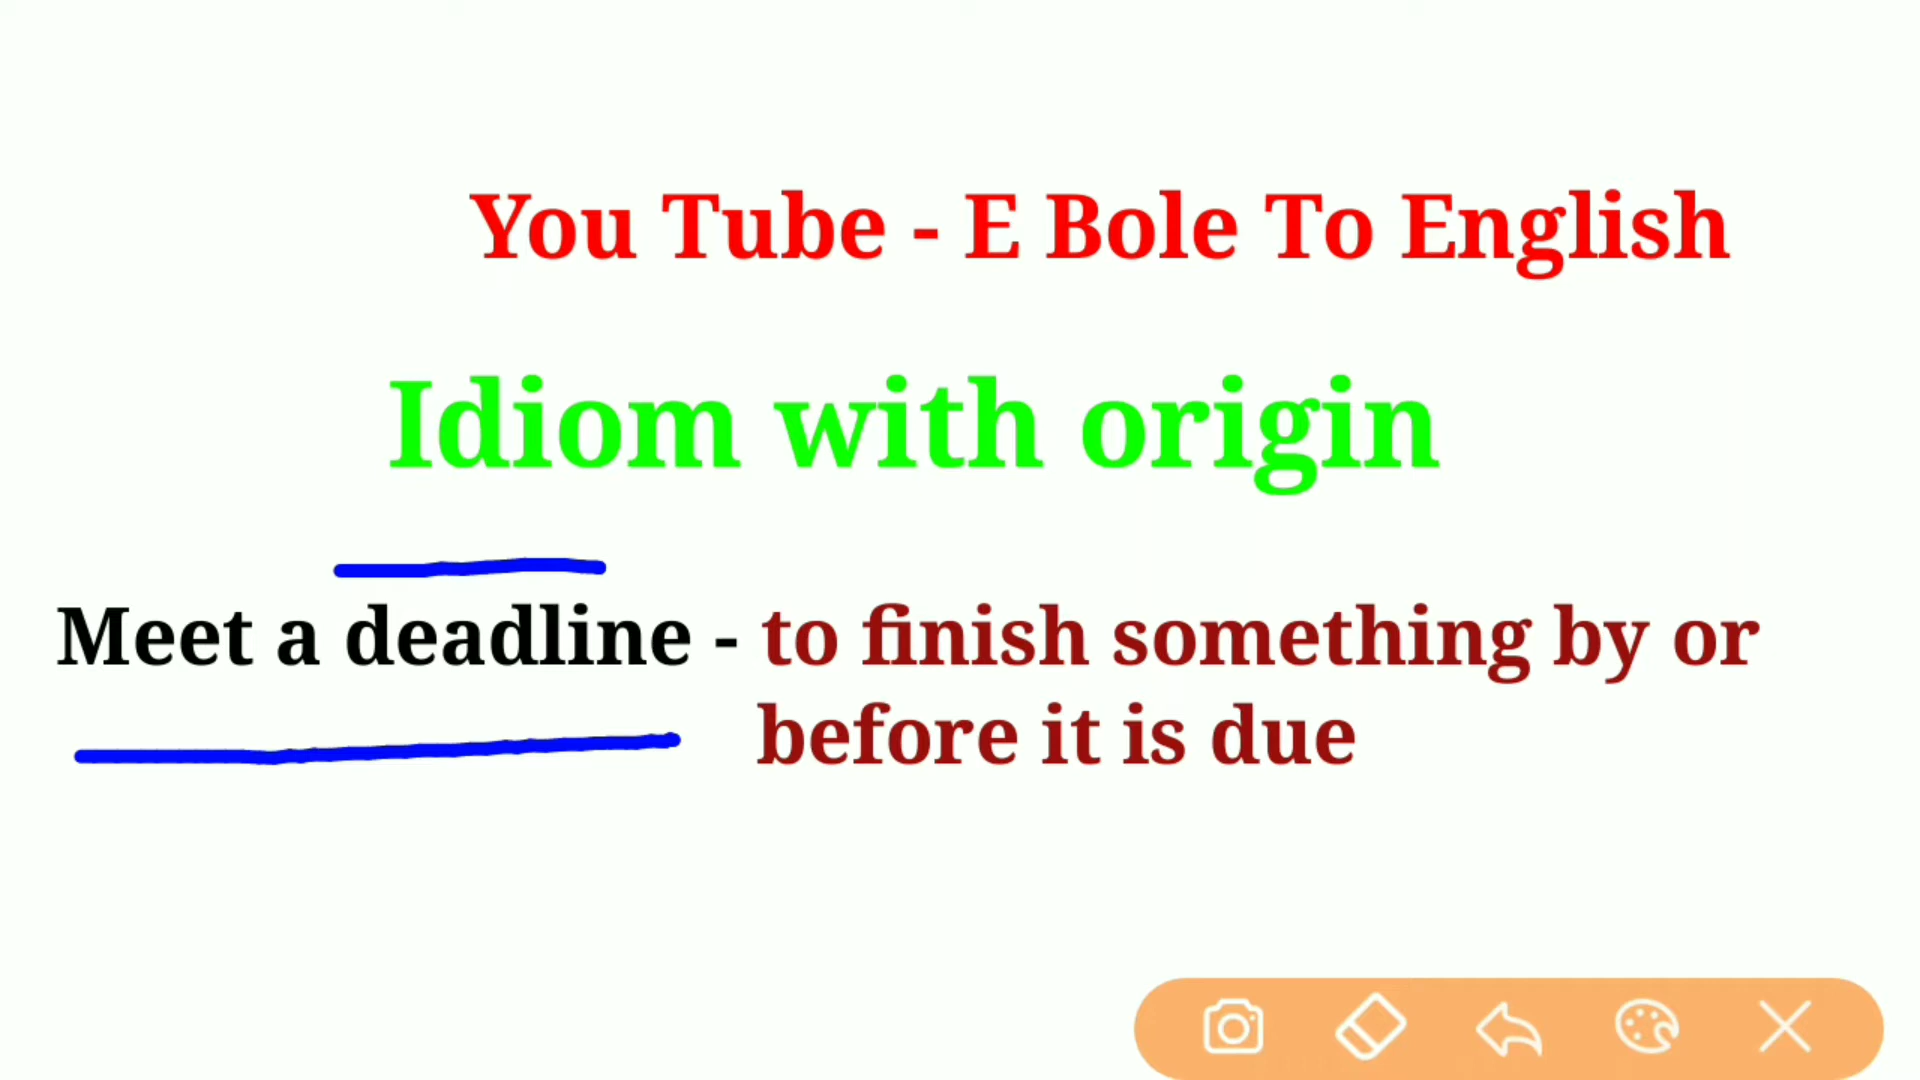 You Tube - E Bole To English
Idiom with origin
Meet a deadline - to finish something by or
before it is due